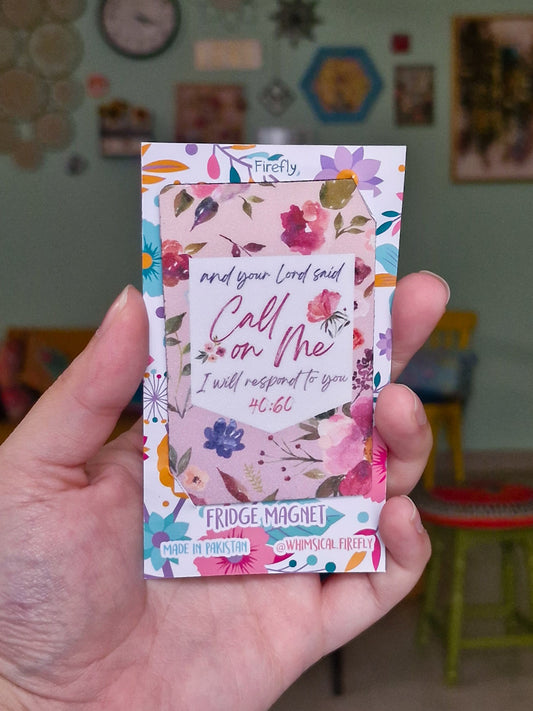 Firefly
and your Lord said
Call
on Me
I will respond to you
40:60
FRIDGE MAGNET
MADE IN PAKISTAN
@WHIMSICAL.FIREFLY